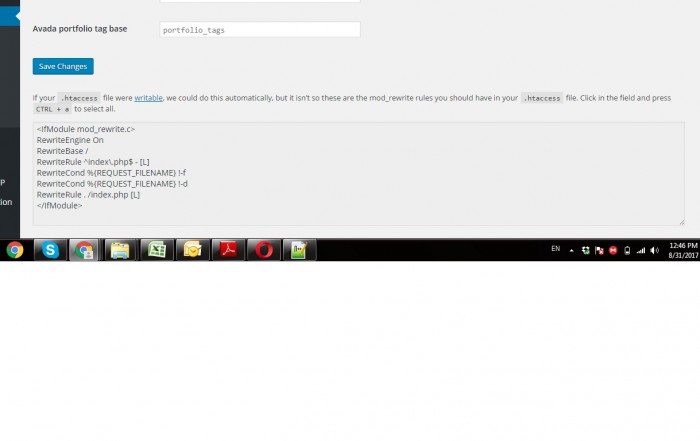 Avada portfolio tag base
portfolio_tags
Save Changes
If your .htaccess file were writable, we could do this automatically, but it isn't so these are the mod_rewrite rules you should have in your .htaccess file. Click in the field and press
CTRL + a to select all.
<IfModule mod_rewrite.c>
RewriteEngine On
RewriteBase /
RewriteRule ^index\.php$ - [L]
RewriteCond %{REQUEST_FILENAME} !-f
RewriteCond %{REQUEST_FILENAME} !-d
RewriteRule . /index.php [L]
</IfModule>
P
tion
EN
12:46 PM
8/31/2017